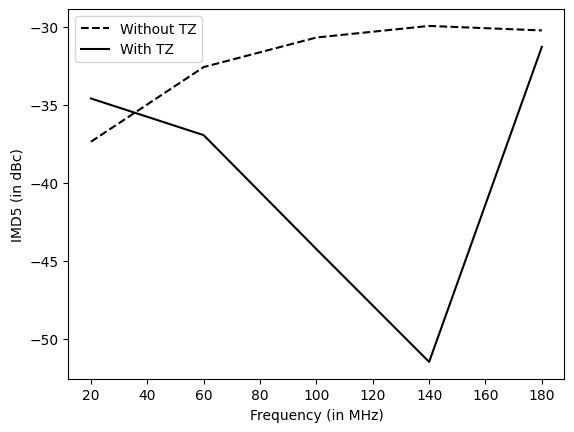 Without TZ
With TZ
−30
−35
−40
−45
−50
IMD5 (in dBc)
20 40 60 80 100 120 140 160 180
Frequency (in MHz)